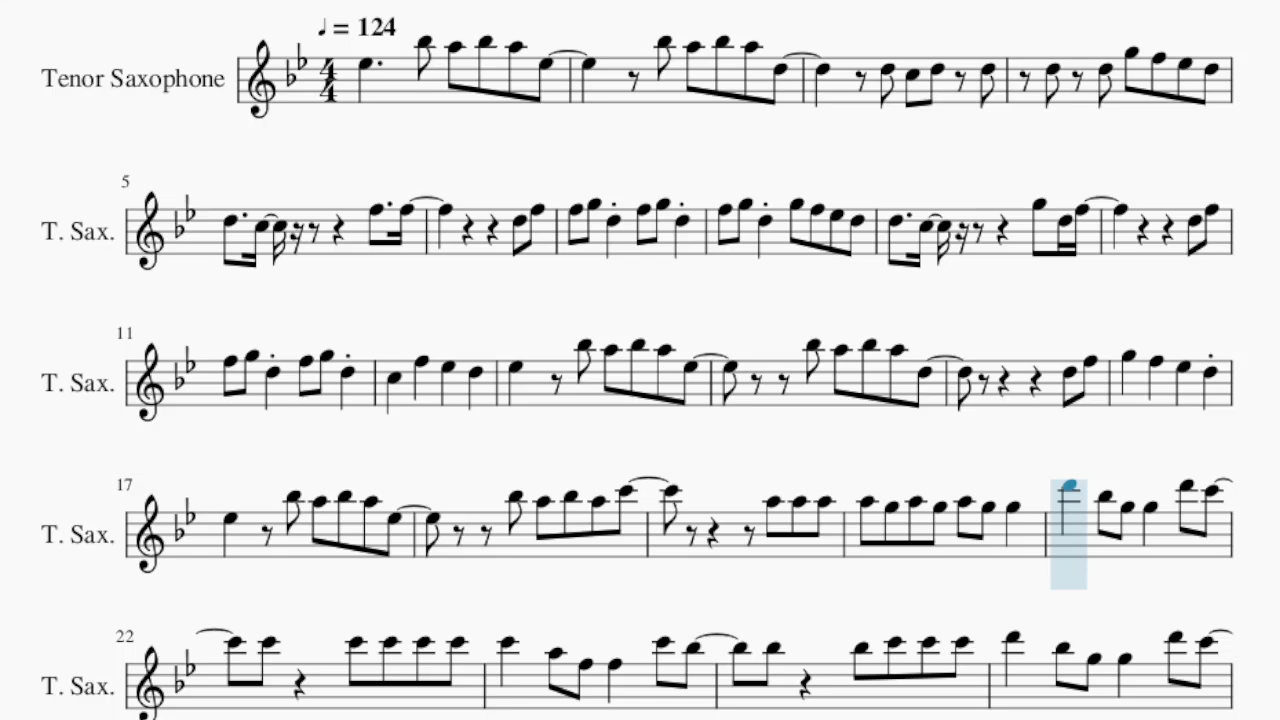 ♩ = 124
Tenor Saxophone
4
4
5
T. Sax.
11
T. Sax.
17
T. Sax.
22
T. Sax.